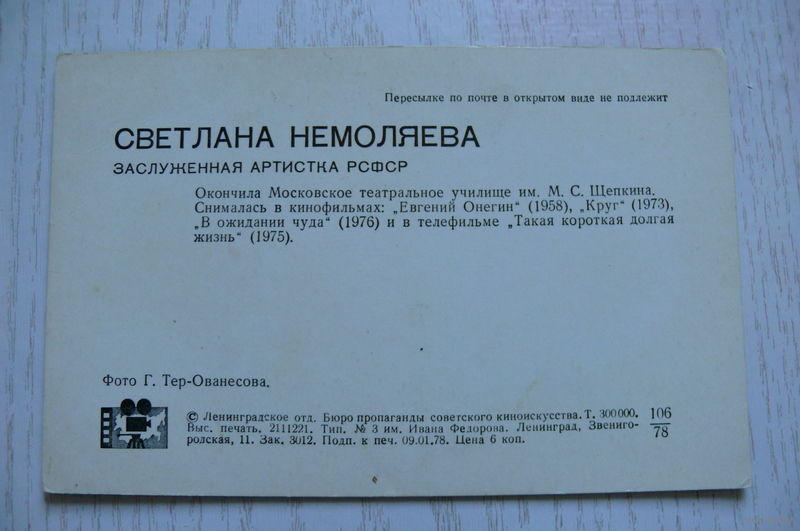 Пересылке по почте в открытом виде не подлежит
СВЕТЛАНА НЕМОЛЯЕВА
ЗАСЛУЖЕННАЯ АРТИСТКА РСФСР
Окончила Московское театральное училище им. М. С. Щепкина.
Снималась в кинофильмах: „Евгений Онегин“ (1958), „Круг“ (1973),
„В ожидании чуда“ (1976) и в телефильме „Такая короткая долгая
жизнь“ (1975).
Фото Г. Тер-Ованесова.
© Ленинградское отд. Бюро пропаганды советского киноискусства. Т. 300000.
Выс. печать. 2111221. Тип. № 3 им. Ивана Федорова. Ленинград, Звениго-
родская, 11. Зак. 3012. Подп. к печ. 09.01.78. Цена 6 коп.
106
78